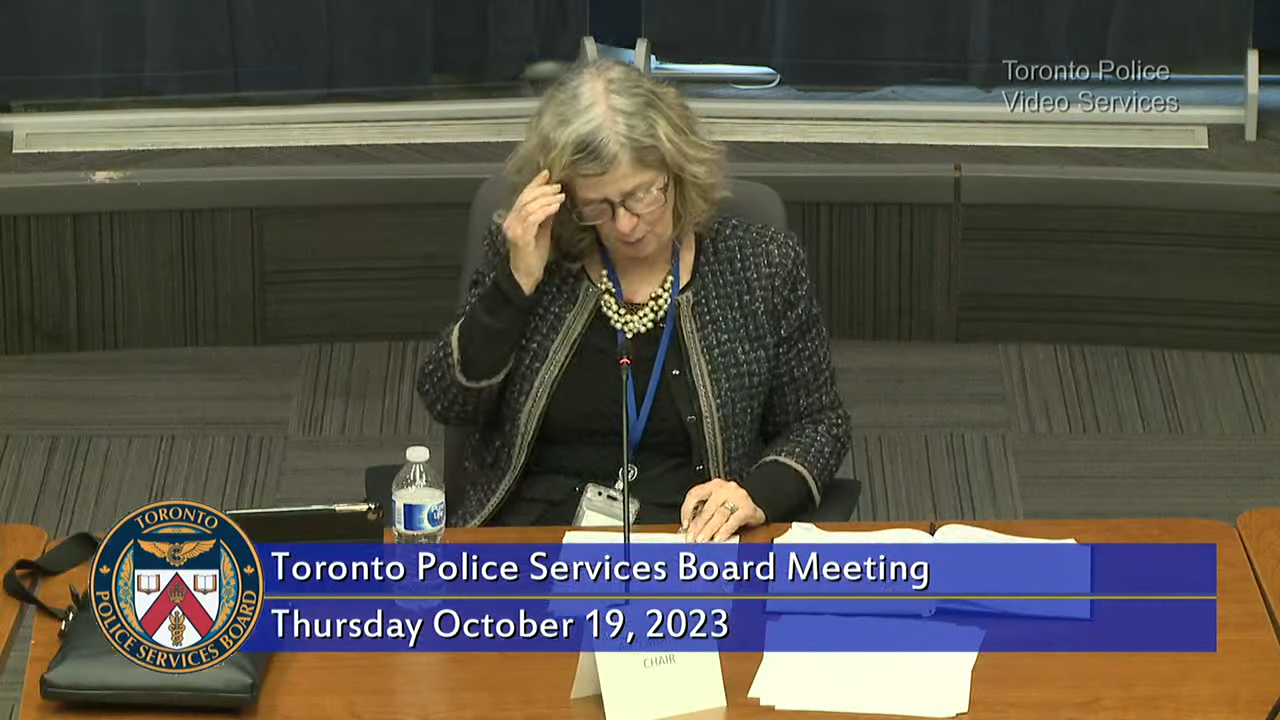 Toronto Police
Video Services
TORONTO
POLICE SERVICES BOARD
Toronto Police Services Board Meeting
Thursday October 19, 2023
CHAIR